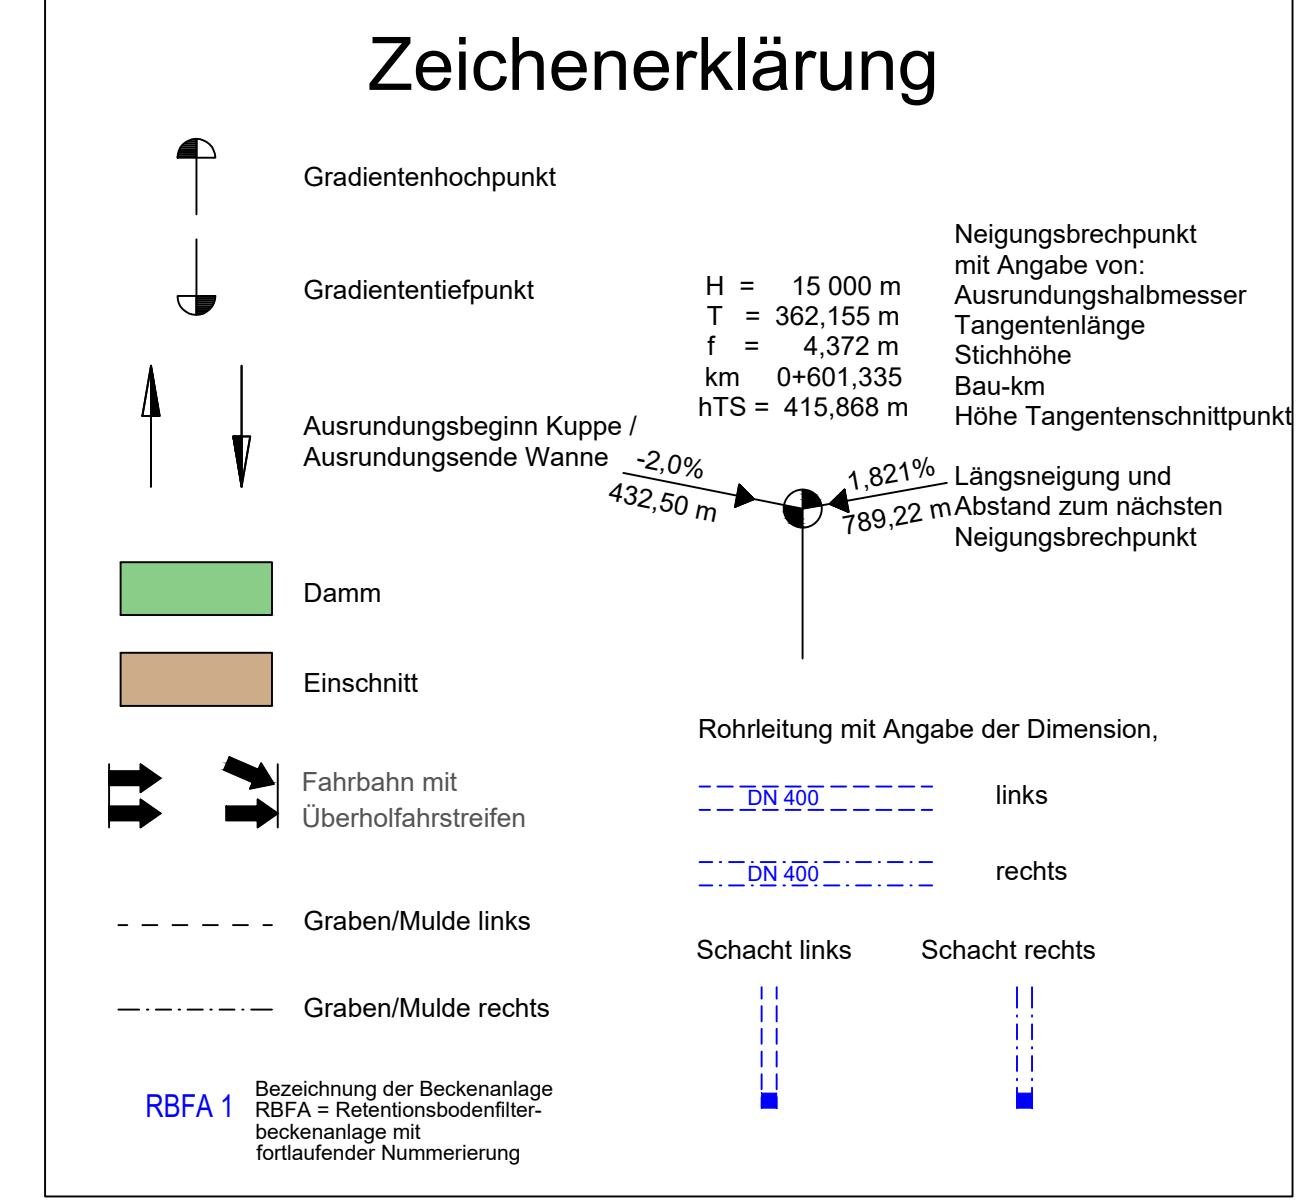 Zeichenerklärung
Gradientenhochpunkt
Gradiententiefpunkt
Ausrundungsbeginn Kuppe /
Ausrundungsende Wanne
Damm
Einschnitt
Fahrbahn mit
Überholfahrstreifen
Graben/Mulde links
Graben/Mulde rechts
RBFA 1
Bezeichnung der Beckenanlage
RBFA = Retentionsbodenfilter-
beckenanlage mit
fortlaufender Nummerierung
H = 15 000 m
T = 362,155 m
f = 4,372 m
km 0+601,335
hTS = 415,868 m
Neigungsbrechpunkt
mit Angabe von:
Ausrundungshalbmesser
Tangentenlänge
Stichhöhe
Bau-km
Höhe Tangentenschnittpunkt
-2,0%
432,50 m
1,821%
789,22 m
Längsneigung und
Abstand zum nächsten
Neigungsbrechpunkt
Rohrleitung mit Angabe der Dimension,
DN 400
links
DN 400
rechts
Schacht links
Schacht rechts